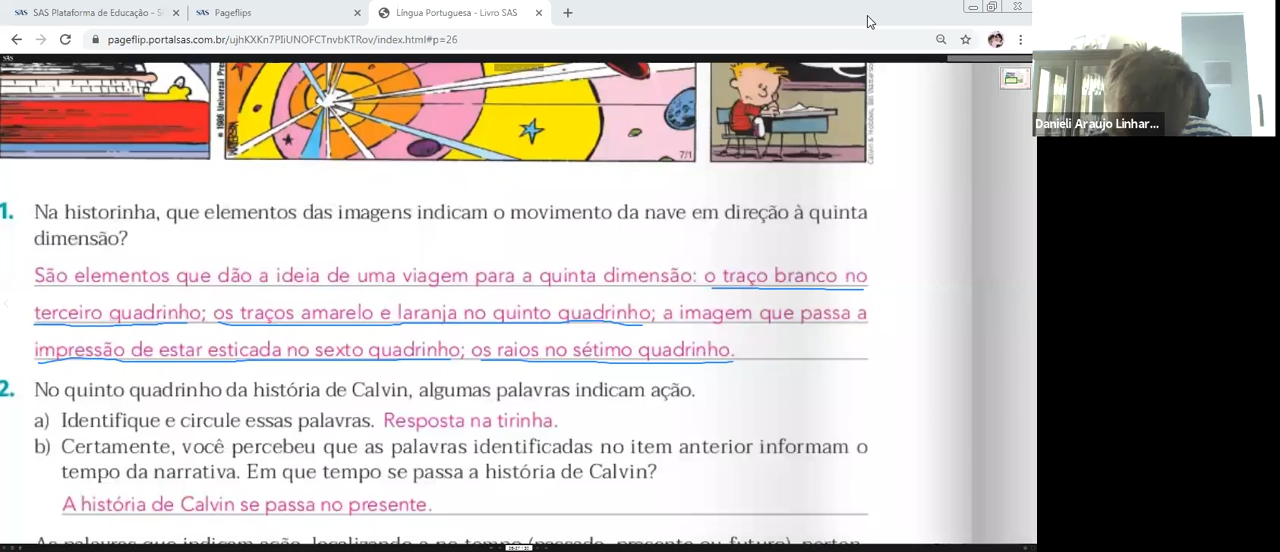 SAS SAS Plataforma de Educação - S
SAS Pageflips
Língua Portuguesa - Livro SAS
pageflip.portalsas.com.br/ujhKXKn7PIiUNOFCTnvbKTRov/index.html#p=26
SAS
Danieli Araujo Linhar...
7/1
1. Na historinha, que elementos das imagens indicam o movimento da nave em direção à quinta
dimensão?
São elementos que dão a ideia de uma viagem para a quinta dimensão: o traço branco no
terceiro quadrinho; os traços amarelo e laranja no quinto quadrinho; a imagem que passa a
impressão de estar esticada no sexto quadrinho; os raios no sétimo quadrinho.
2. No quinto quadrinho da história de Calvin, algumas palavras indicam ação.
a) Identifique e circule essas palavras. Resposta na tirinha.
b) Certamente, você percebeu que as palavras identificadas no item anterior informam o
tempo da narrativa. Em que tempo se passa a história de Calvin?
A história de Calvin se passa no presente.